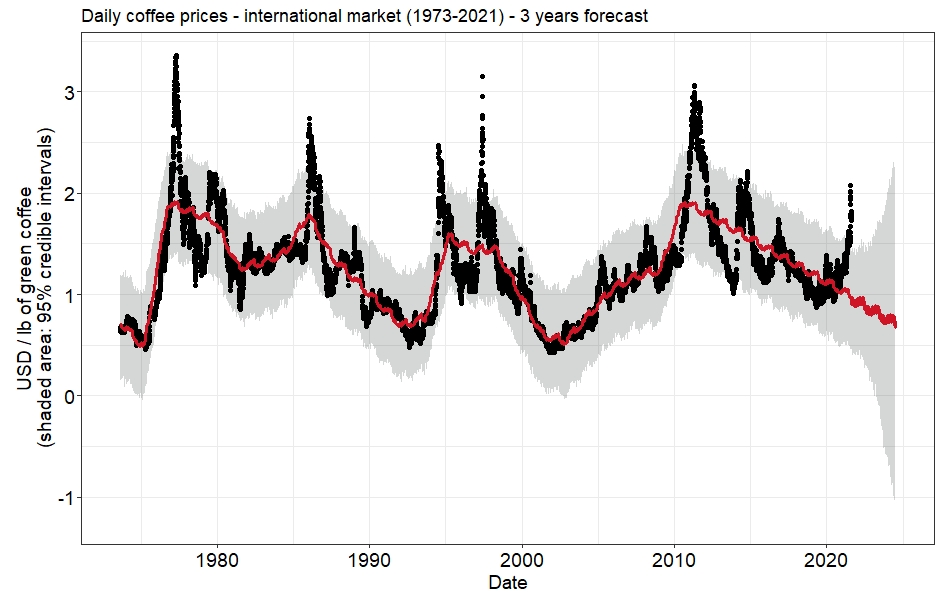 Daily coffee prices - international market (1973-2021) - 3 years forecast
USD / lb of green coffee
(shaded area: 95% credible intervals)
3
2
1
0
-1
1980 1990 2000 2010 2020
Date